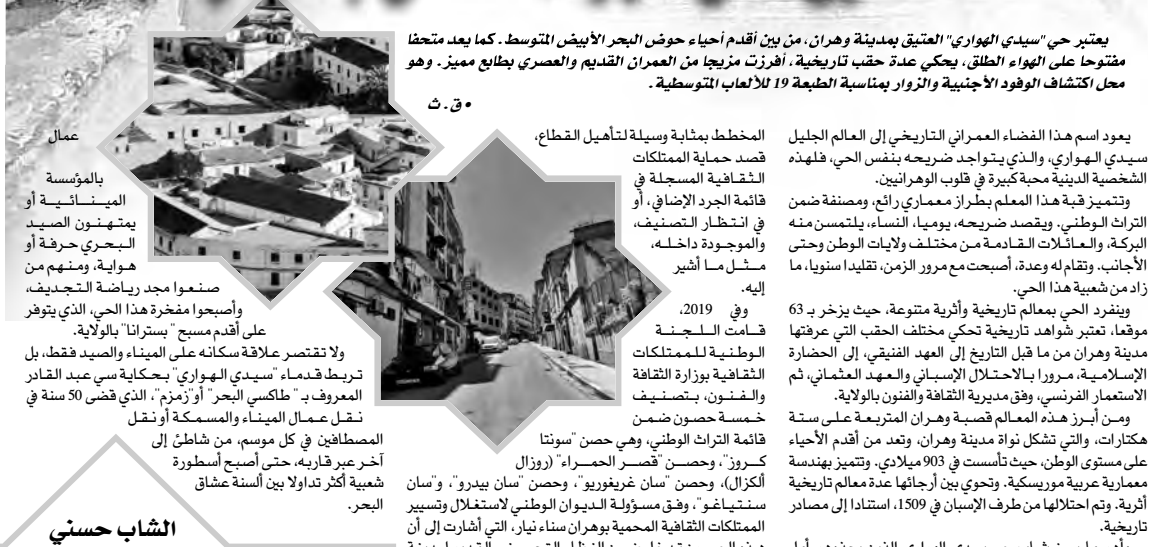 يعتبر حي "سيدي الهواري" العتيق بمدينة وهران، من بين أقدم أحياء حوض البحر الأبيض المتوسط. كما يعد متحفا
مفتوحا على الهواء الطلق، يحكي عدة حقب تاريخية، أفرزت مزيجا من العمران القديم والعصري بطابع مميز. وهو
محل اكتشاف الوفود الأجنبية والزوار بمناسبة الطبعة 19 للألعاب المتوسطية.
• ق. ث
يعود اسم هذا الفضاء العمراني التاريخي إلى العالم الجليل
سيدي الهواري، والذي يتواجد ضريحه بنفس الحي، فلهذه
الشخصية الدينية محبة كبيرة في قلوب الوهرانيين.
وتتميز قبة هذا المعلم بطراز معماري رائع، ومصنفة ضمن
التراث الوطني. ويقصد ضريحه، يوميا، النساء، يلتمسن منه
البركة، والعائلات القادمة من مختلف ولايات الوطن وحتى
الأجانب. وتقام له وعدة، أصبحت مع مرور الزمن، تقليدا سنويا، ما
زاد من شعبية هذا الحي.
وينفرد الحي بمعالم تاريخية وأثرية متنوعة، حيث يزخر بـ 63
موقعا، تعتبر شواهد تاريخية تحكي مختلف الحقب التي عرفتها
مدينة وهران من ما قبل التاريخ إلى العهد الفنيقي، إلى الحضارة
الإسلامية، مرورا بالاحتلال الإسباني والعهد العثماني، ثم
الاستعمار الفرنسي، وفق مديرية الثقافة والفنون بالولاية.
ومن أبرز هذه المعالم قصبة وهران المتربعة على ستة
هكتارات، والتي تشكل نواة مدينة وهران، وتعد من أقدم الأحياء
على مستوى الوطن، حيث تأسست في 903 ميلادي. وتتميز بهندسة
معمارية عربية موريسكية. وتحوي بين أرجائها عدة معالم تاريخية
أثرية. وتم احتلالها من طرف الإسبان في 1509، استنادا إلى مصادر
تاريخية.
المخطط بمثابة وسيلة لتأهيل القطاع،
قصد حماية الممتلكات
الثقافية المسجلة في
قائمة الجرد الإضافي، أو
في انتظار التصنيف،
والموجودة داخله،
مثل ما أشير
إليه.
وفي 2019،
قامت اللجنة
الوطنية للممتلكات
الثقافية بوزارة الثقافة
والفنون، بتصنيف
خمسة حصون ضمن
قائمة التراث الوطني، وهي حصن "سونتا
كروز"، وحصن "قصر الحمراء" (روزال
ألكزال)، وحصن "سان غريغوريو"، وحصن "سان بيدرو"، و"سان
سنتياغو"، وفق مسؤولة الديوان الوطني لاستغلال وتسيير
الممتلكات الثقافية المحمية بوهران سناء نيار، التي أشارت إلى أن
عمال
بالمؤسسة
المينائية أو
يمتهنون الصيد
البحري حرفة أو
هواية، ومنهم من
صنعوا مجد رياضة التجديف،
وأصبحوا مفخرة هذا الحي، الذي يتوفر
على أقدم مسبح "بسترانا" بالولاية.
ولا تقتصر علاقة سكانه على الميناء والصيد فقط، بل
تربط قدماء "سيدي الهواري" بحكاية سي عبد القادر
المعروف بـ "طاكسي البحر" أو"زمزم"، الذي قضى 50 سنة في
نقل عمال الميناء والمسمكة أو نقل
المصطافين في كل موسم، من شاطئ إلى
آخر عبر قاربه، حتى أصبح أسطورة
شعبية أكثر تداولا بين ألسنة عشاق
البحر.
الشاب حسني